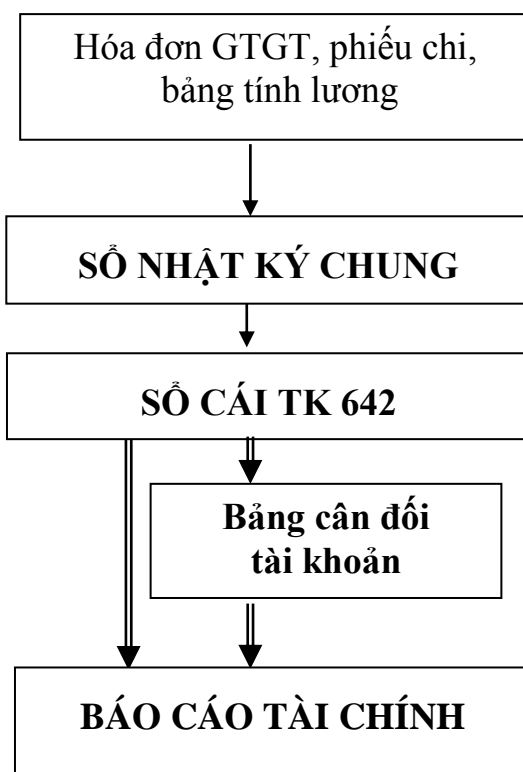 Hóa đơn GTGT, phiếu chi,
bảng tính lương
SỔ NHẬT KÝ CHUNG
SỔ CÁI TK 642
Bảng cân đối
tài khoản
BÁO CÁO TÀI CHÍNH